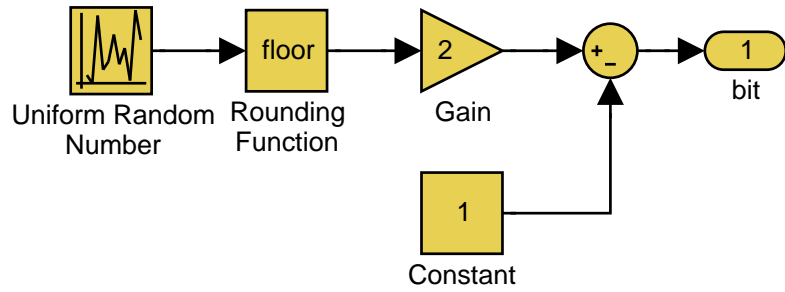 floor
2
+
−
1
Uniform Random
Number
Rounding
Function
Gain
bit
1
Constant